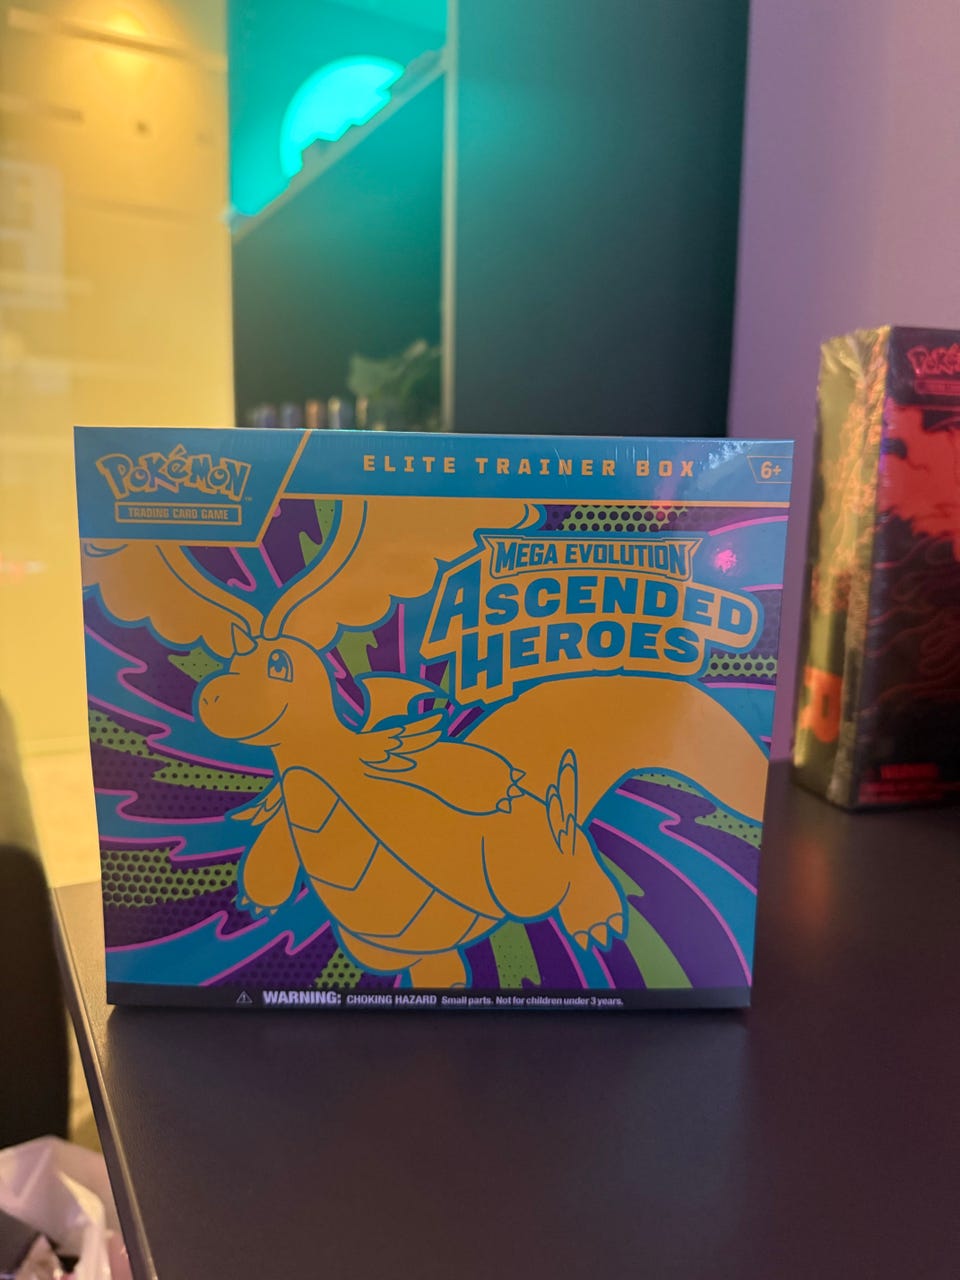 POKéMON
TRADING CARD GAME
ELITE TRAINER BOX
6+
MEGA EVOLUTION
ASCENDED
HEROES
WARNING: CHOKING HAZARD Small parts. Not for children under 3 years.
WARNING